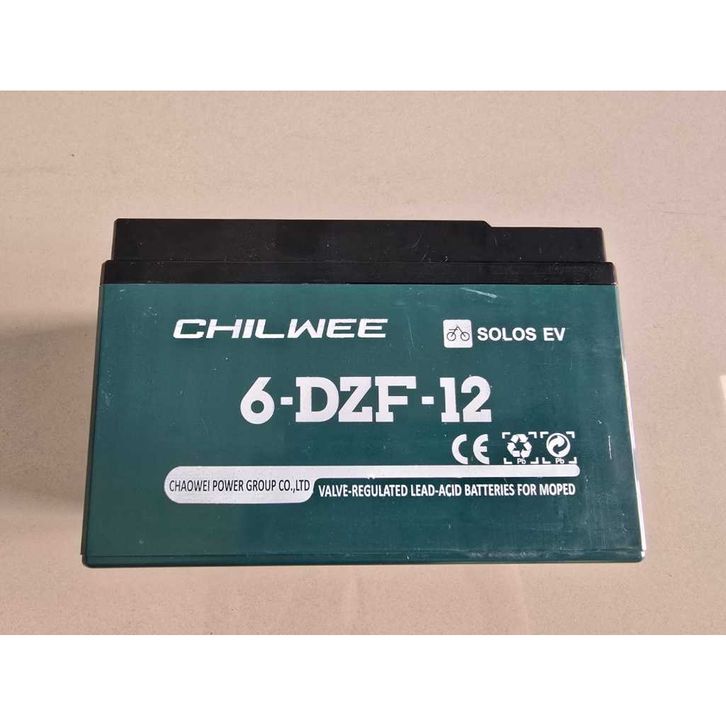 CHILWEE
SOLOS EV
6-DZF-12
CE
Pb Pb
CHAOWEI POWER GROUP CO.,LTD
VALVE-REGULATED LEAD-ACID BATTERIES FOR MOPED